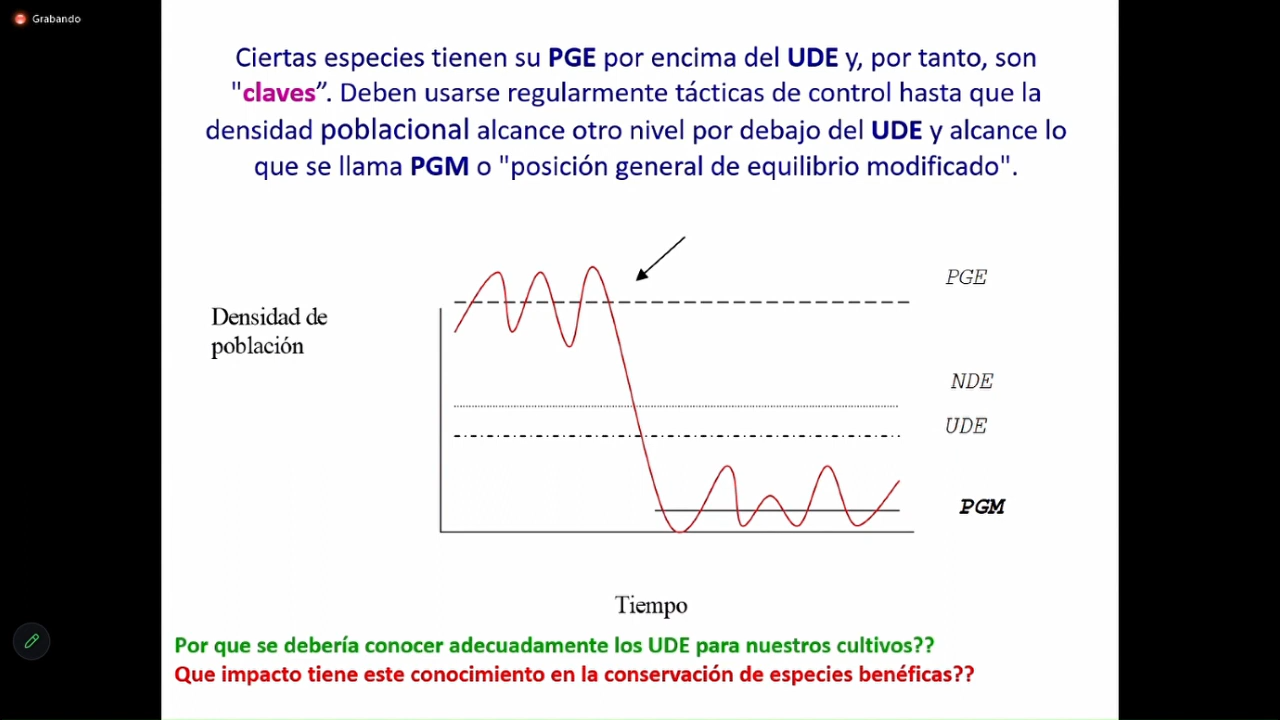 Grabando
Ciertas especies tienen su PGE por encima del UDE y, por tanto, son
"claves”. Deben usarse regularmente tácticas de control hasta que la
densidad poblacional alcance otro nivel por debajo del UDE y alcance lo
que se llama PGM o "posición general de equilibrio modificado".
PGE
Densidad de
población
NDE
UDE
PGM
Tiempo
Por que se debería conocer adecuadamente los UDE para nuestros cultivos??
Que impacto tiene este conocimiento en la conservación de especies benéficas??